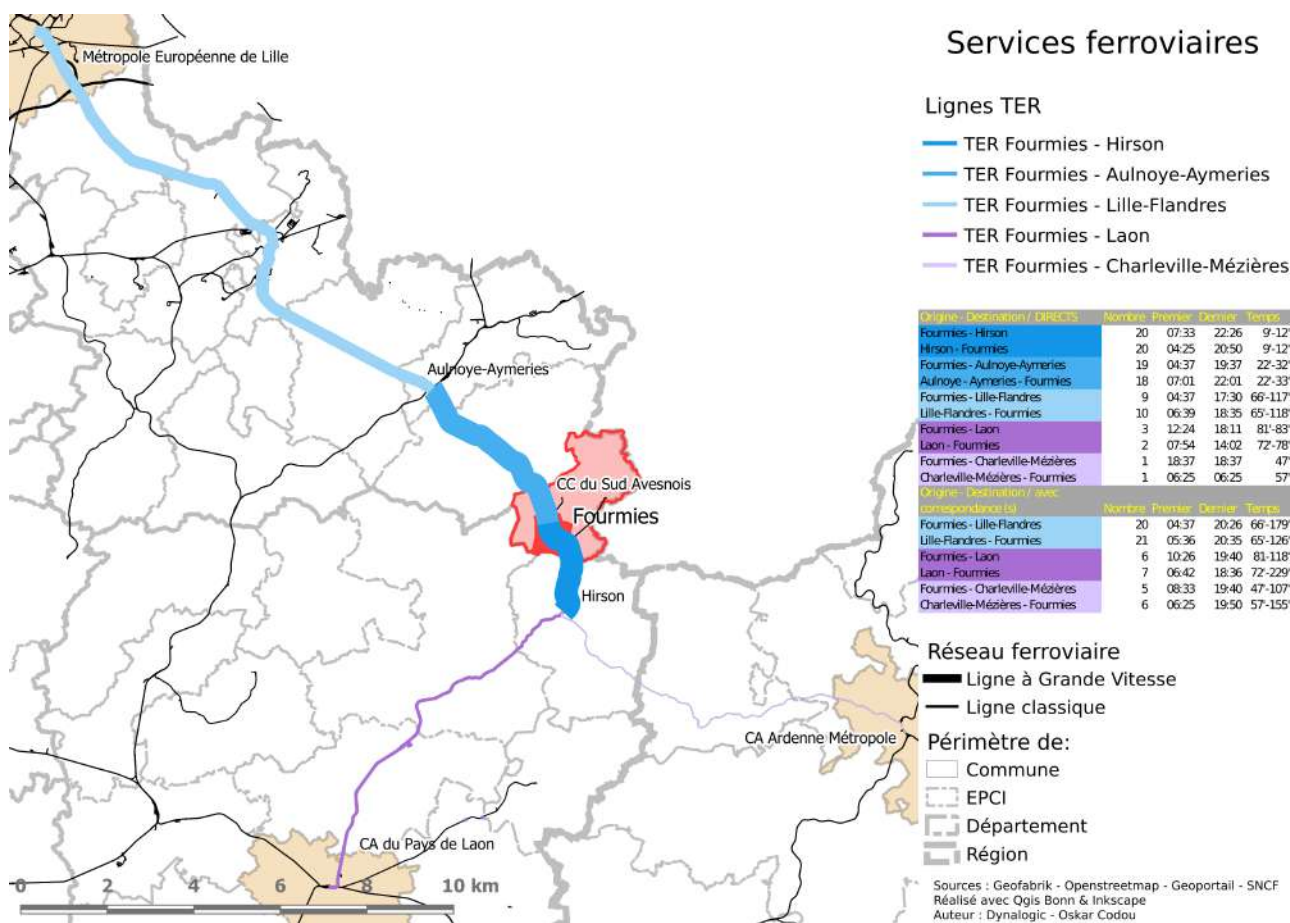 Métropole Européenne de Lille
Aulnoye-Aymeries
CC du Sud Avesnois
Fourmies
Hirson
CA Ardenne Métropole
CA du Pays de Laon
0 2 4 6 8 10 km
Services ferroviaires
Lignes TER
TER Fourmies - Hirson
TER Fourmies - Aulnoye-Aymeries
TER Fourmies - Lille-Flandres
TER Fourmies - Laon
TER Fourmies - Charleville-Mézières
Origine - Destination / DIRECTS Nombre Premier Dernier Temps
Fourmies - Hirson 20 07:33 22:26 9'-12'
Hirson - Fourmies 20 04:25 20:50 9'-12'
Fourmies - Aulnoye-Aymeries 19 04:37 19:37 22'-32'
Aulnoye - Aymeries - Fourmies 18 07:01 22:01 22'-33'
Fourmies - Lille-Flandres 9 04:37 17:30 66'-117'
Lille-Flandres - Fourmies 10 06:39 18:35 65'-118'
Fourmies - Laon 3 12:24 18:11 81'-83'
Laon - Fourmies 2 07:54 14:02 72'-78'
Fourmies - Charleville-Mézières 1 18:37 18:37 47'
Charleville-Mézières - Fourmies 1 06:25 06:25 57'
Origine - Destination / avec
correspondance (s) Nombre Premier Dernier Temps
Fourmies - Lille-Flandres 20 04:37 20:26 66'-179'
Lille-Flandres - Fourmies 21 05:36 20:35 65'-126'
Fourmies - Laon 6 10:26 19:40 81-118'
Laon - Fourmies 7 06:42 18:36 72'-229'
Fourmies - Charleville-Mézières 5 08:33 19:40 47'-107'
Charleville-Mézières - Fourmies 6 06:25 19:50 57'-155'
Réseau ferroviaire
Ligne à Grande Vitesse
Ligne classique
Périmètre de:
Commune
EPCI
Département
Région
Sources : Geofabrik - Openstreetmap - Geoportail - SNCF
Réalisé avec Qgis Bonn & Inkscape
Auteur : Dynalogic - Oskar Codou